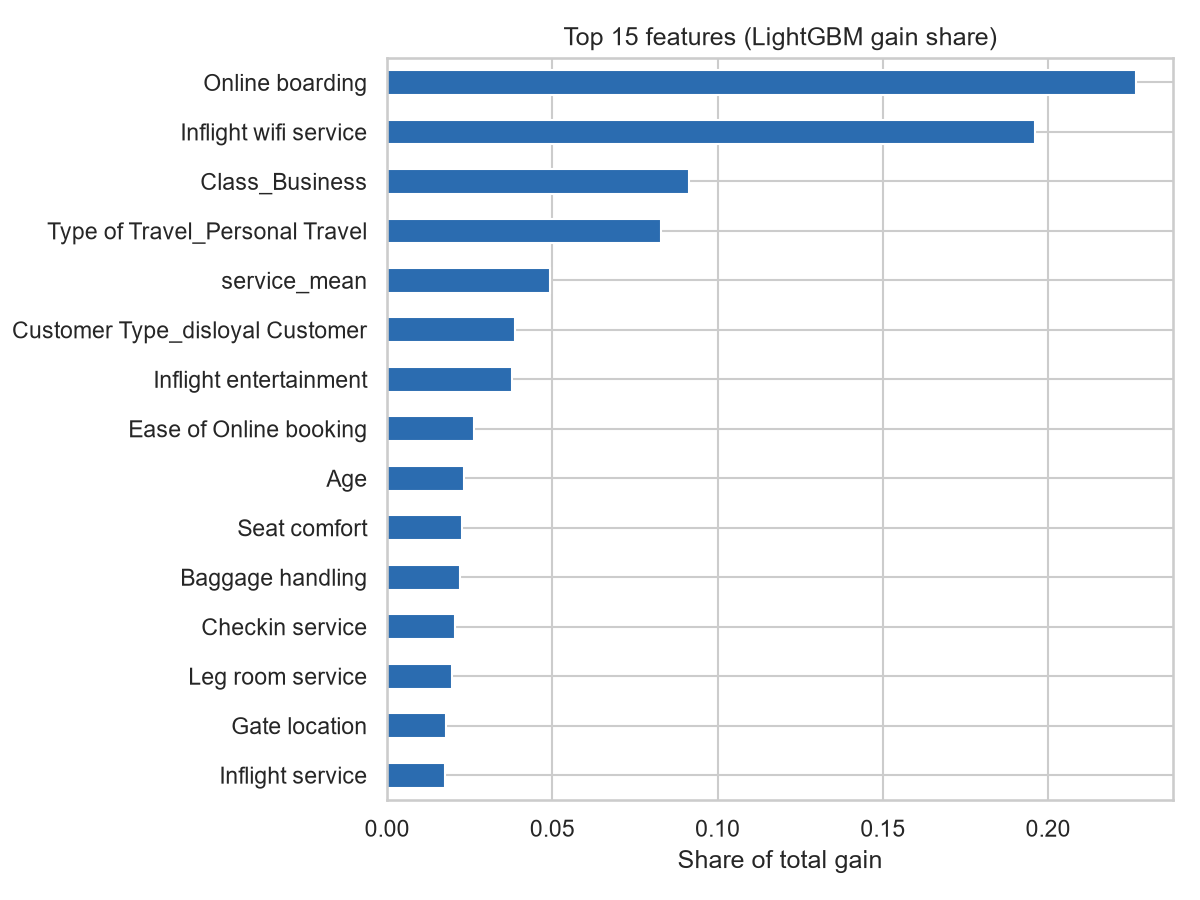 Top 15 features (LightGBM gain share)
Online boarding
Inflight wifi service
Class_Business
Type of Travel_Personal Travel
service_mean
Customer Type_disloyal Customer
Inflight entertainment
Ease of Online booking
Age
Seat comfort
Baggage handling
Checkin service
Leg room service
Gate location
Inflight service
0.00 0.05 0.10 0.15 0.20
Share of total gain